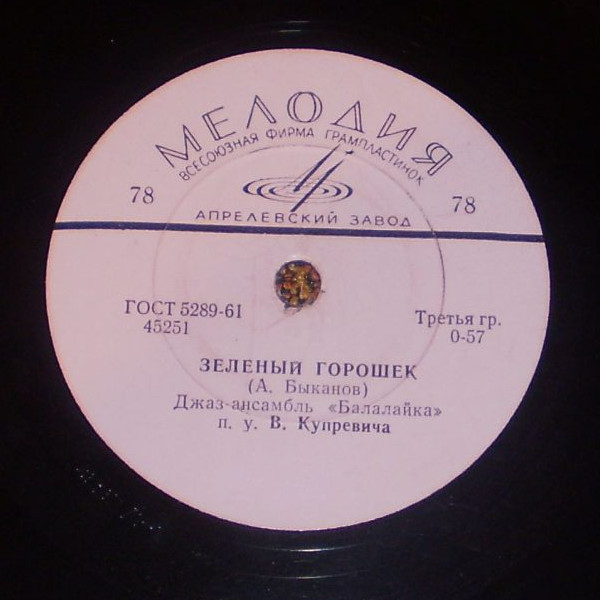 МЕЛОДИЯ
ВСЕСОЮЗНАЯ ФИРМА ГРАМПЛАСТИНОК
78
78
АПРЕЛЕВСКИЙ ЗАВОД
ГОСТ 5289-61
45251
Третья гр.
0-57
ЗЕЛЕНЫЙ ГОРОШЕК
(А. Быканов)
Джаз-ансамбль «Балалайка»
п. у. В. Купревича